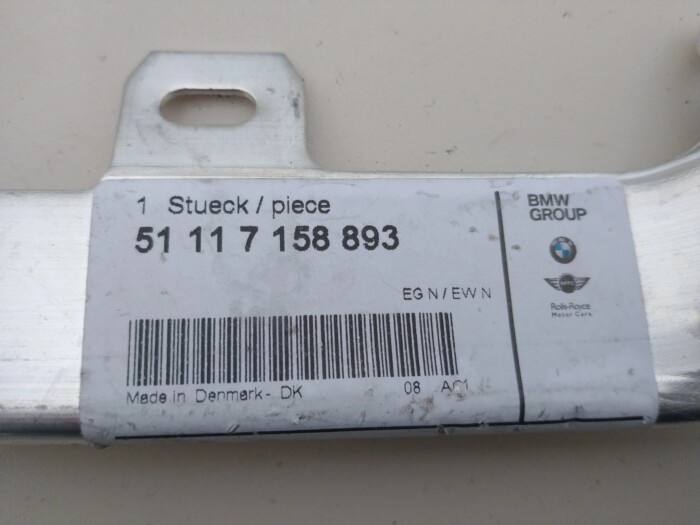 1 Stueck / piece
51 11 7 158 893
EG N / EW N
Made in Denmark - DK 08
BMW
GROUP
Rolls-Royce
Motor Cars